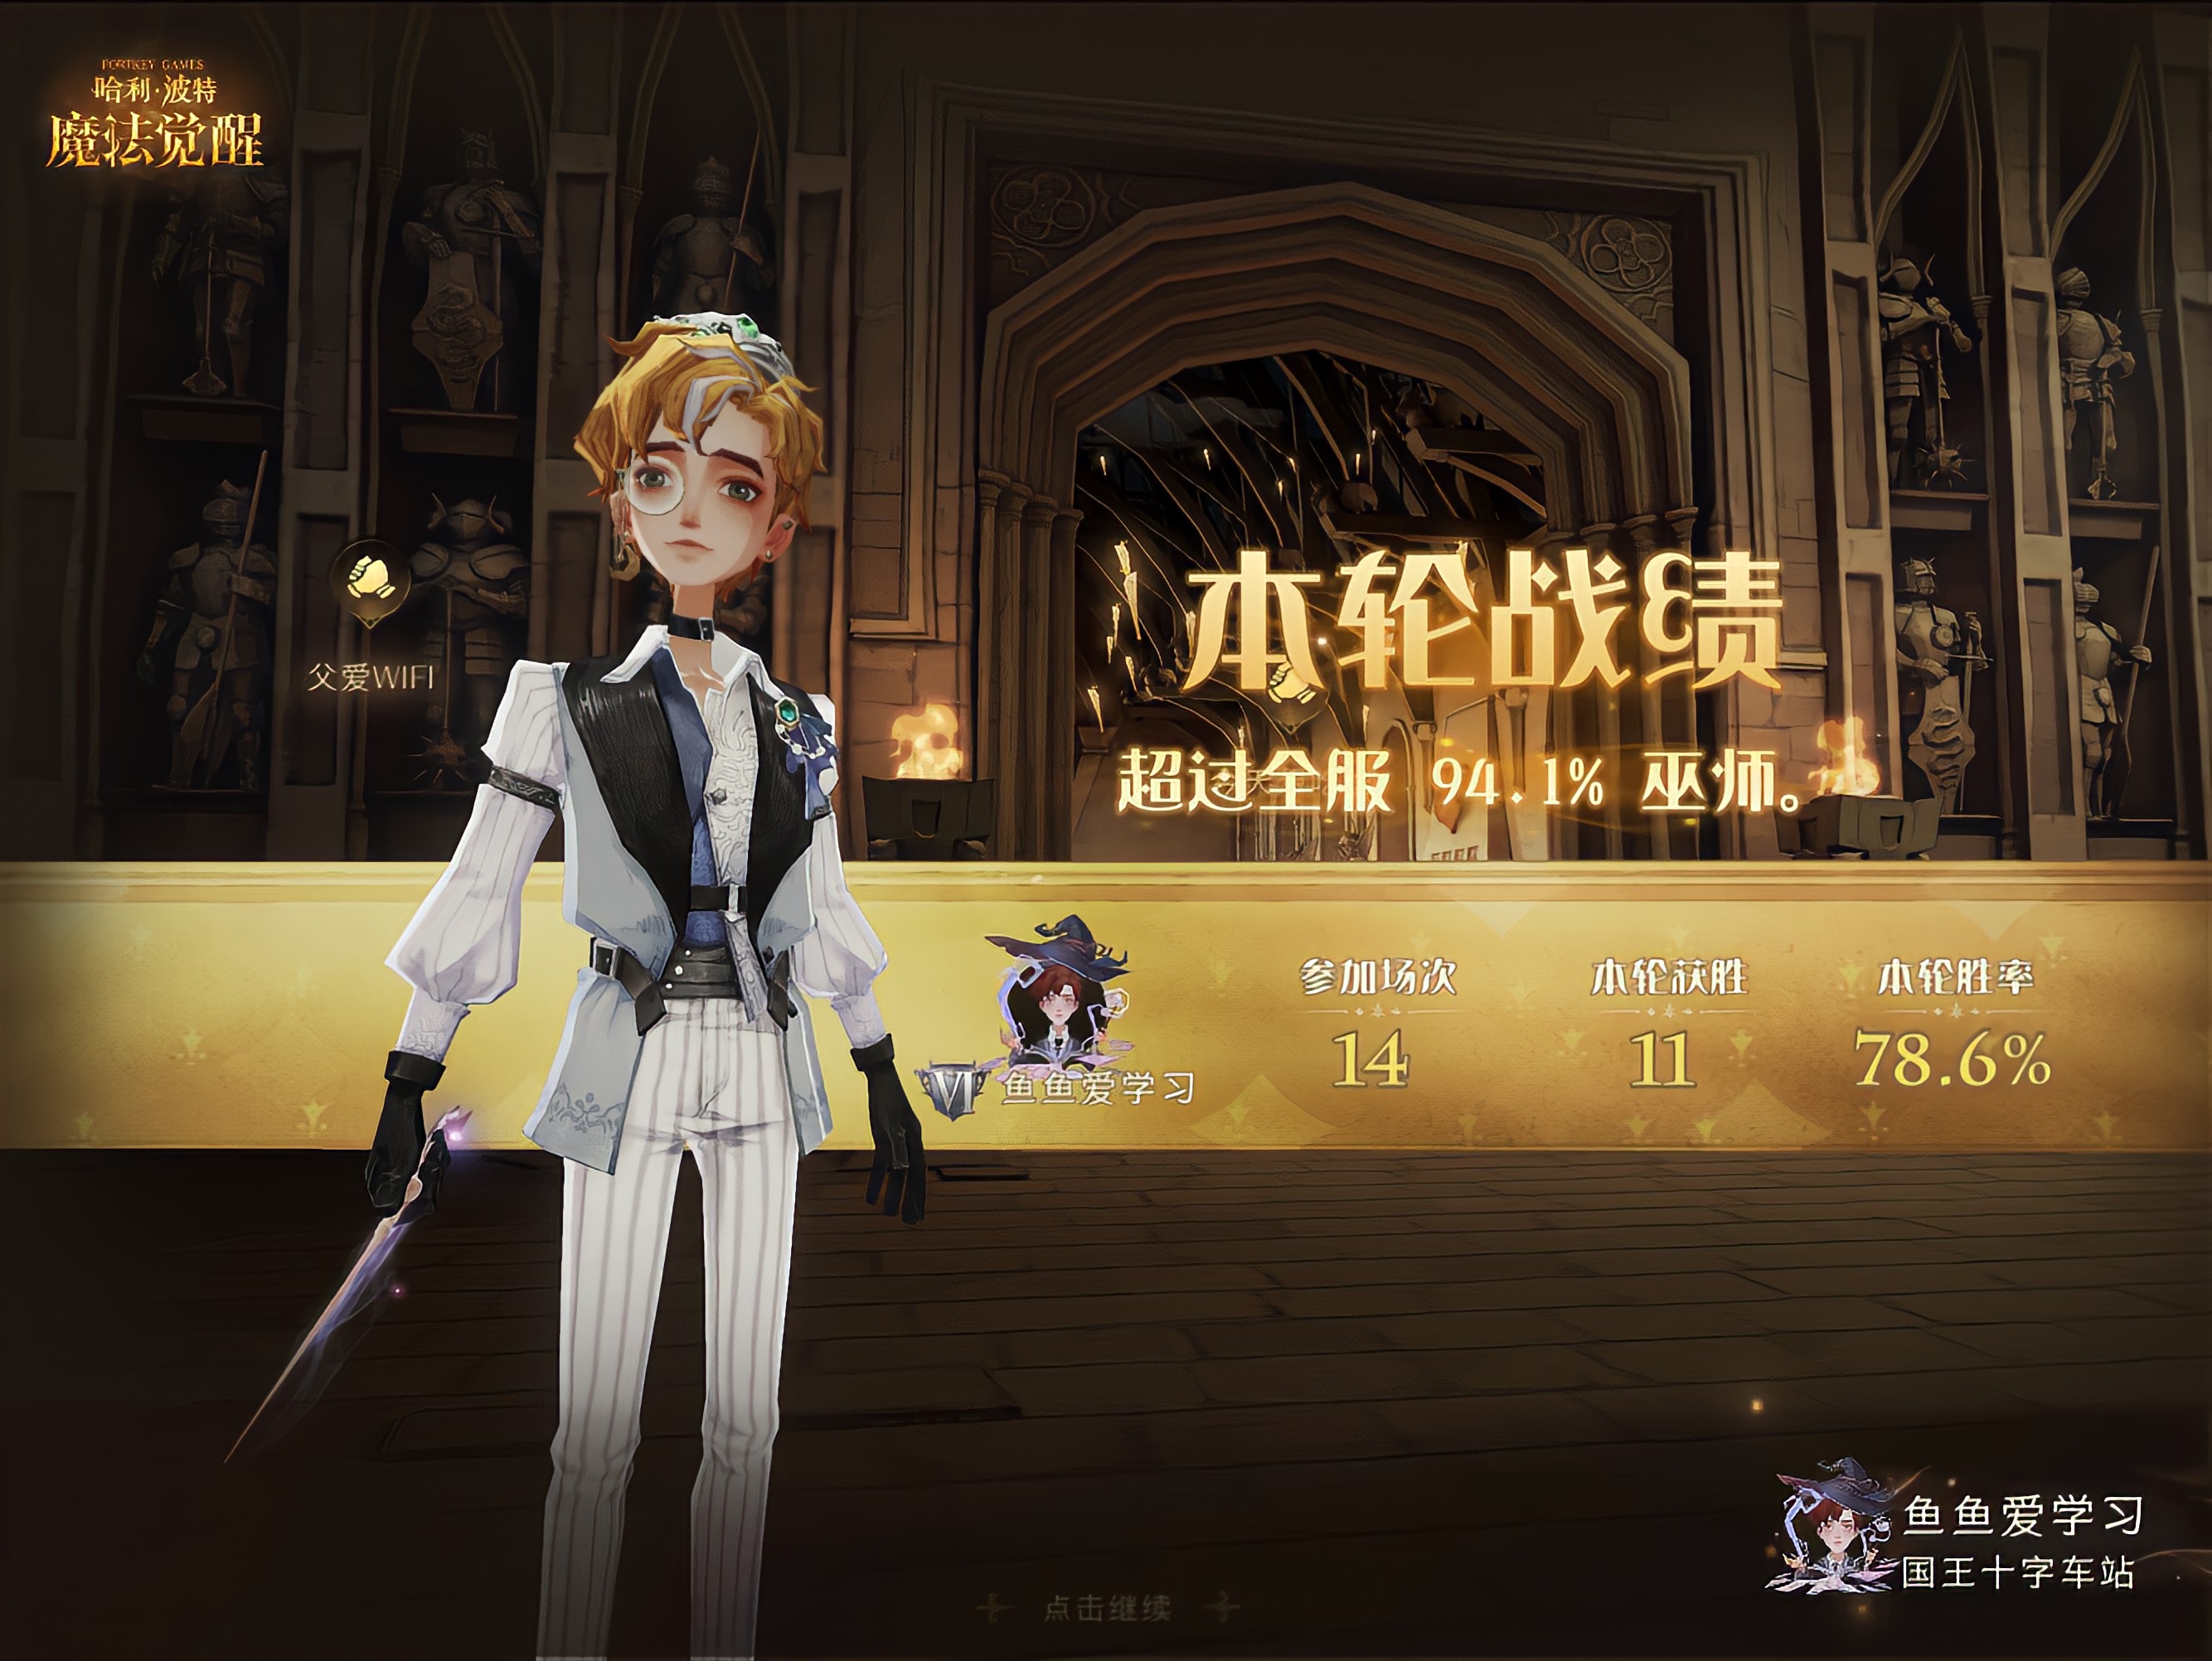 PORTKEY GAMES
哈利·波特
魔法觉醒
父爱WIFI
本轮战绩
超过全服 94.1% 巫师。
参加场次 本轮获胜 本轮胜率
14 11 78.6%
VI 鱼鱼爱学习
鱼鱼爱学习
国王十字车站
点击继续